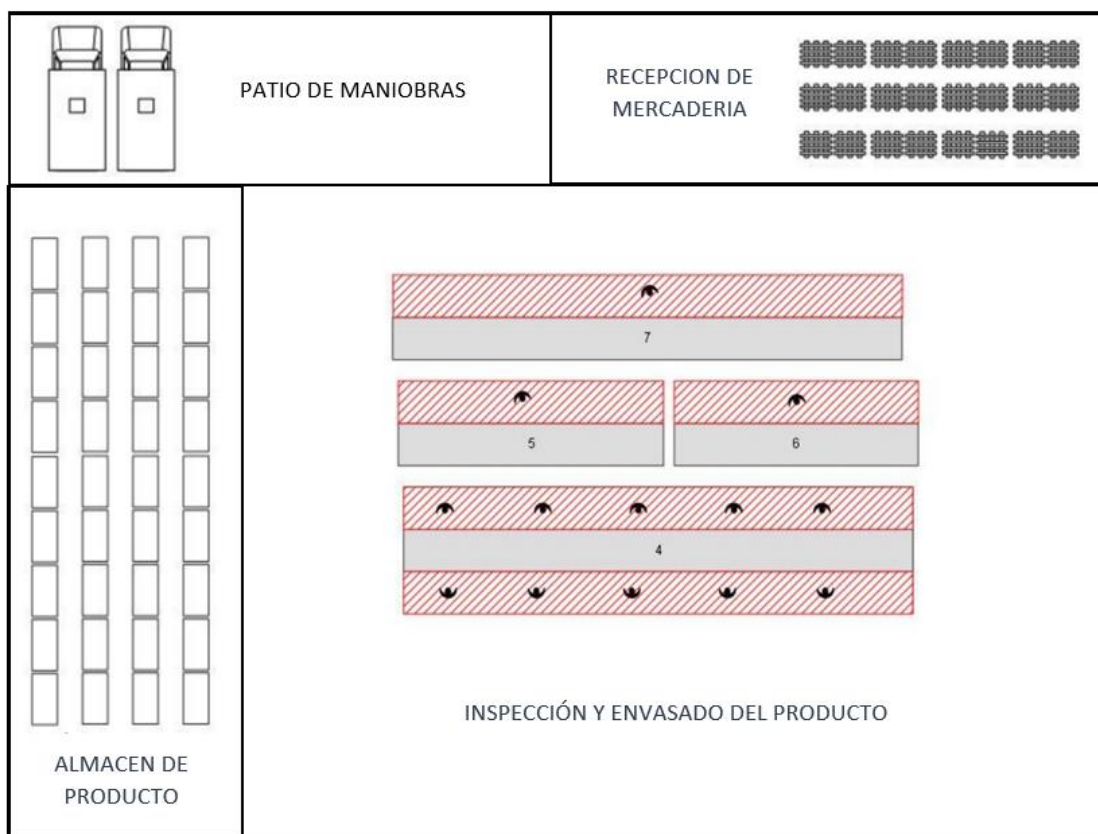 PATIO DE MANIOBRAS
RECEPCION DE
MERCADERIA
7
5
6
4
INSPECCIÓN Y ENVASADO DEL PRODUCTO
ALMACEN DE
PRODUCTO